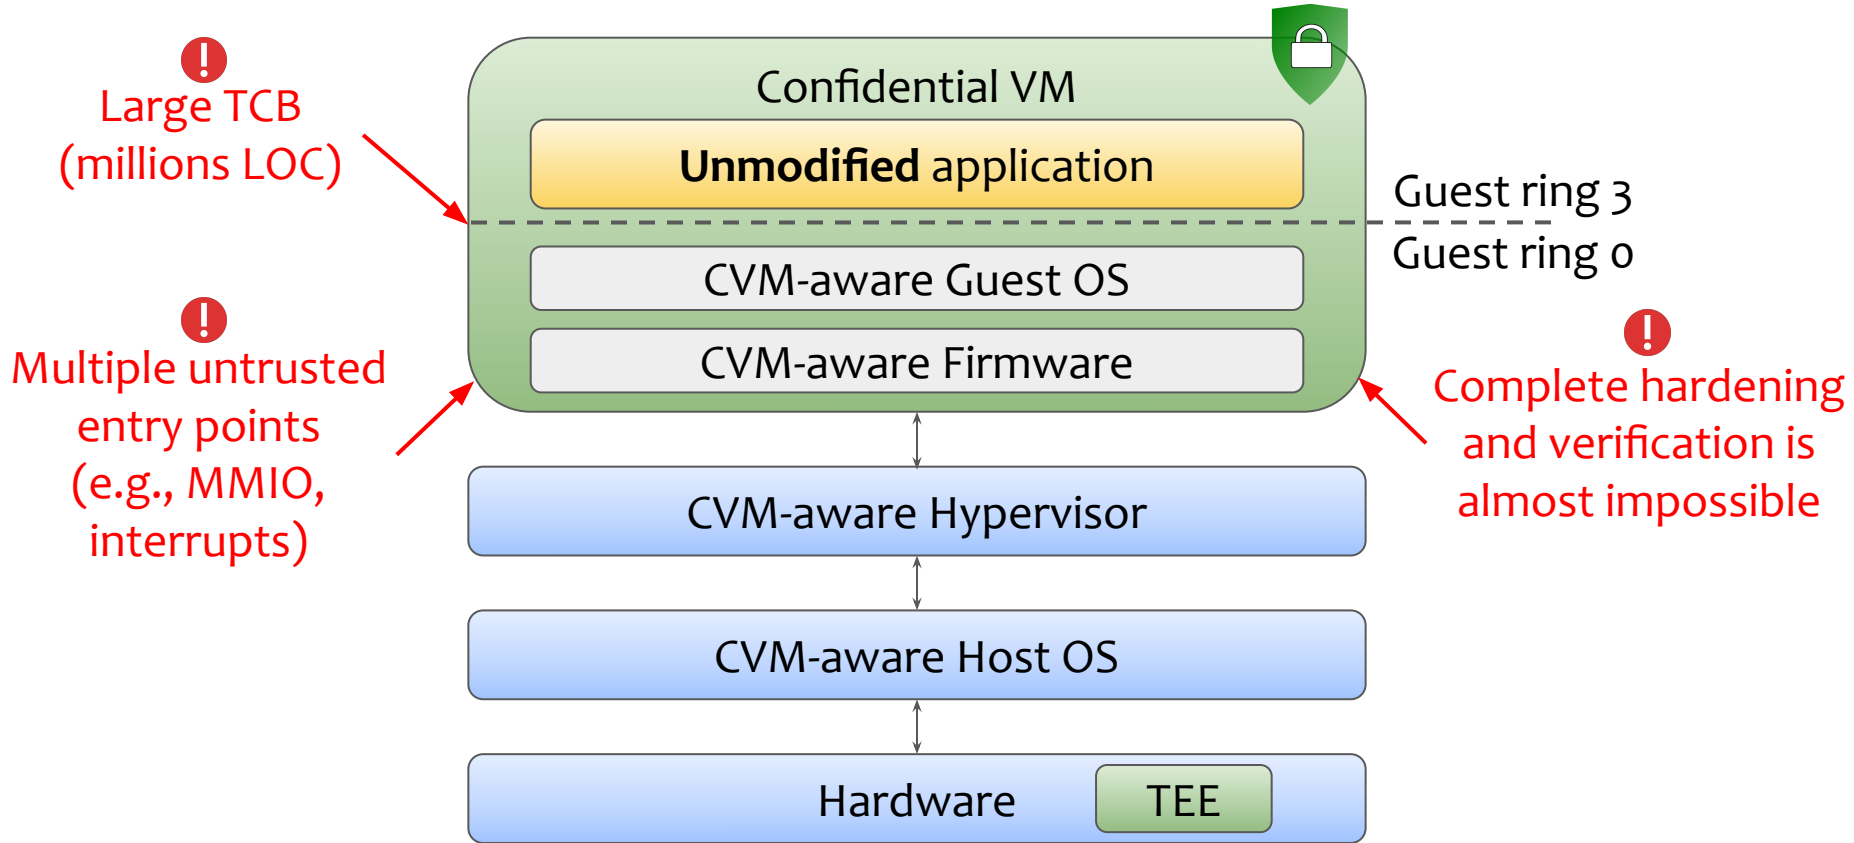 Large TCB
(millions LOC)
Multiple untrusted
entry points
(e.g., MMIO,
interrupts)
Confidential VM
Unmodified application
CVM-aware Guest OS
CVM-aware Firmware
CVM-aware Hypervisor
CVM-aware Host OS
Hardware
TEE
Guest ring 3
Guest ring 0
Complete hardening
and verification is
almost impossible